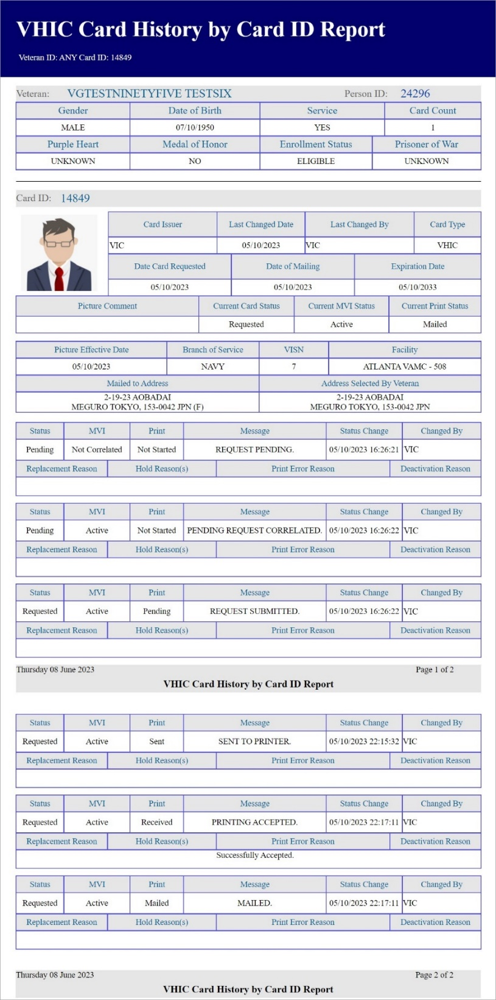 VHIC Card History by Card ID Report
Veteran ID: ANY Card ID: 14849
Veteran: VGTESTNINETYFIVE TESTSIX Person ID: 24296
Gender Date of Birth Service Card Count
MALE 07/10/1950 YES 1
Purple Heart Medal of Honor Enrollment Status Prisoner of War
UNKNOWN NO ELIGIBLE UNKNOWN
Card ID: 14849
Card Issuer Last Changed Date Last Changed By Card Type
VIC 05/10/2023 VIC VHIC
Date Card Requested Date of Mailing Expiration Date
05/10/2023 05/10/2023 05/10/2033
Picture Comment Current Card Status Current MVI Status Current Print Status
Requested Active Mailed
Picture Effective Date Branch of Service VISN Facility
05/10/2023 NAVY 7 ATLANTA VAMC - 508
Mailed to Address Address Selected By Veteran
2-19-23 AOBADAI 2-19-23 AOBADAI
MEGURO TOKYO, 153-0042 JPN (F) MEGURO TOKYO, 153-0042 JPN
Status MVI Print Message Status Change Changed By
Pending Not Correlated Not Started REQUEST PENDING. 05/10/2023 16:26:21 VIC
Replacement Reason Hold Reason(s) Print Error Reason Deactivation Reason
Status MVI Print Message Status Change Changed By
Pending Active Not Started PENDING REQUEST CORRELATED. 05/10/2023 16:26:22 VIC
Replacement Reason Hold Reason(s) Print Error Reason Deactivation Reason
Status MVI Print Message Status Change Changed By
Requested Active Pending REQUEST SUBMITTED. 05/10/2023 16:26:22 VIC
Replacement Reason Hold Reason(s) Print Error Reason Deactivation Reason
Thursday 08 June 2023 Page 1 of 2
VHIC Card History by Card ID Report
Status MVI Print Message Status Change Changed By
Requested Active Sent SENT TO PRINTER. 05/10/2023 22:15:32 VIC
Replacement Reason Hold Reason(s) Print Error Reason Deactivation Reason
Status MVI Print Message Status Change Changed By
Requested Active Received PRINTING ACCEPTED. 05/10/2023 22:17:11 VIC
Replacement Reason Hold Reason(s) Print Error Reason Deactivation Reason
Successfully Accepted.
Status MVI Print Message Status Change Changed By
Requested Active Mailed MAILED. 05/10/2023 22:17:11 VIC
Replacement Reason Hold Reason(s) Print Error Reason Deactivation Reason
Thursday 08 June 2023 Page 2 of 2
VHIC Card History by Card ID Report